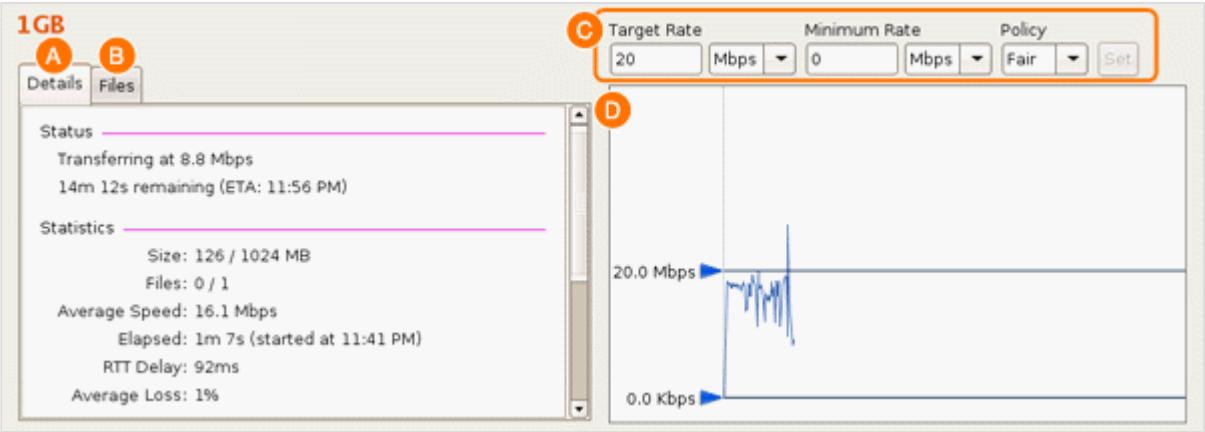 1GB
A
B
Details
Files
Status
Transferring at 8.8 Mbps
14m 12s remaining (ETA: 11:56 PM)
Statistics
Size: 126 / 1024 MB
Files: 0 / 1
Average Speed: 16.1 Mbps
Elapsed: 1m 7s (started at 11:41 PM)
RTT Delay: 92ms
Average Loss: 1%
C
Target Rate Minimum Rate Policy
20 Mbps 0 Mbps Fair Set
D
20.0 Mbps
0.0 Kbps